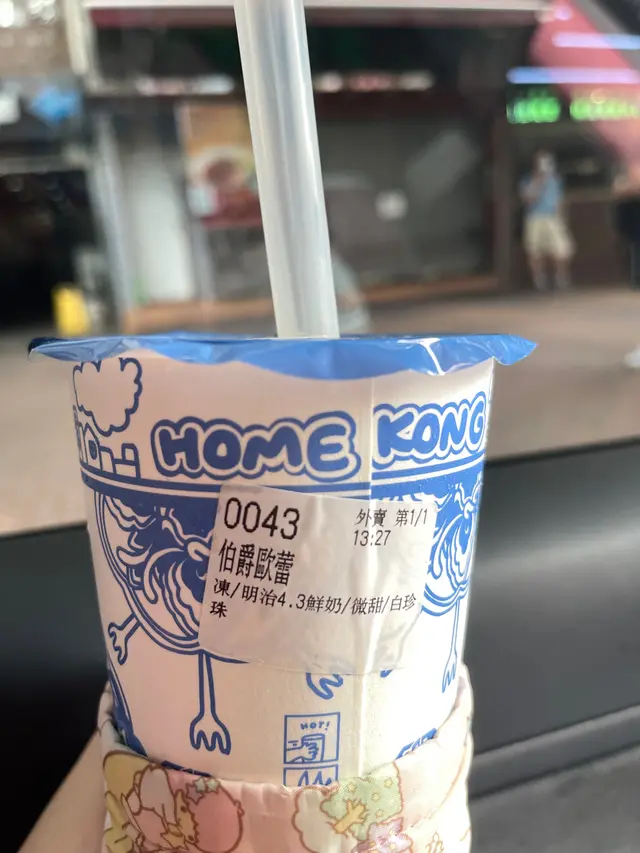 HOME KONG
0043
外賣 第1/1
13:27
伯爵歐蕾
凍/明治4.3鮮奶/微甜/白珍
珠
HOT!